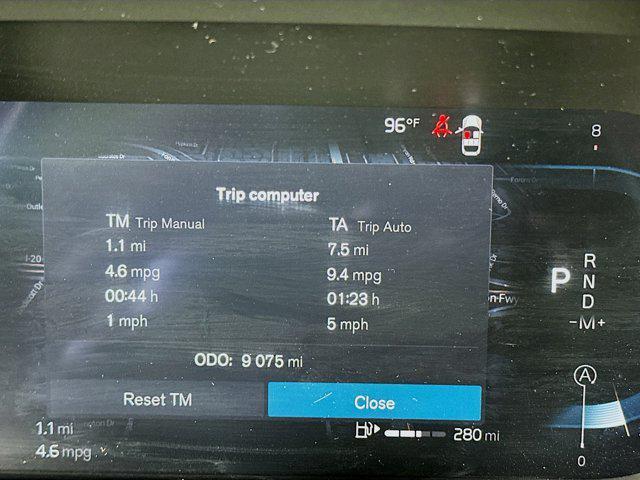 96°F
8
Trip computer
TM Trip Manual
1.1 mi
4.6 mpg
00:44 h
1 mph
TA Trip Auto
7.5 mi
9.4 mpg
01:23 h
5 mph
ODO: 9 075 mi
Reset TM
Close
1.1 mi
4.6 mpg
280 mi
P
R
N
D
-M+
A
0
I-20
n Fwy